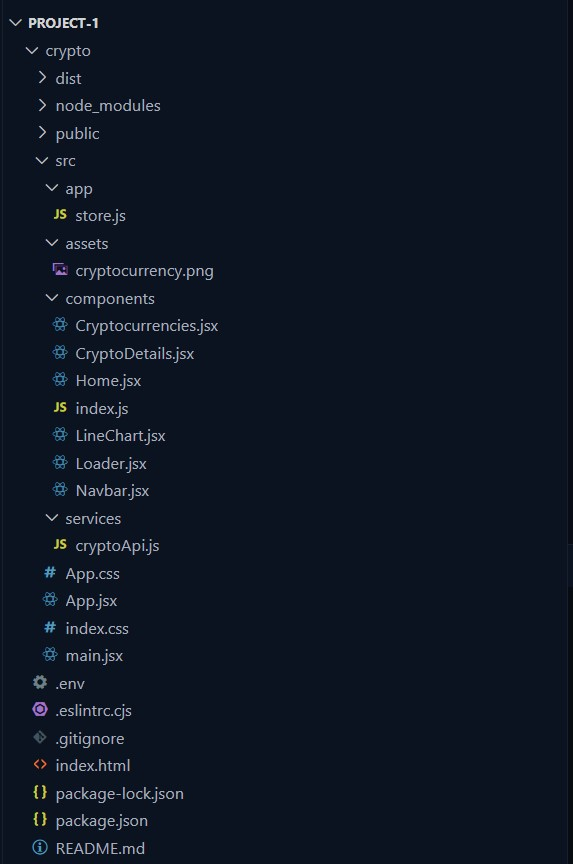 PROJECT-1
crypto
dist
node_modules
public
src
app
JS store.js
assets
cryptocurrency.png
components
Cryptocurrencies.jsx
CryptoDetails.jsx
Home.jsx
JS index.js
LineChart.jsx
Loader.jsx
Navbar.jsx
services
JS cryptoApi.js
# App.css
App.jsx
# index.css
main.jsx
.env
.eslintrc.cjs
.gitignore
<> index.html
{} package-lock.json
{} package.json
README.md